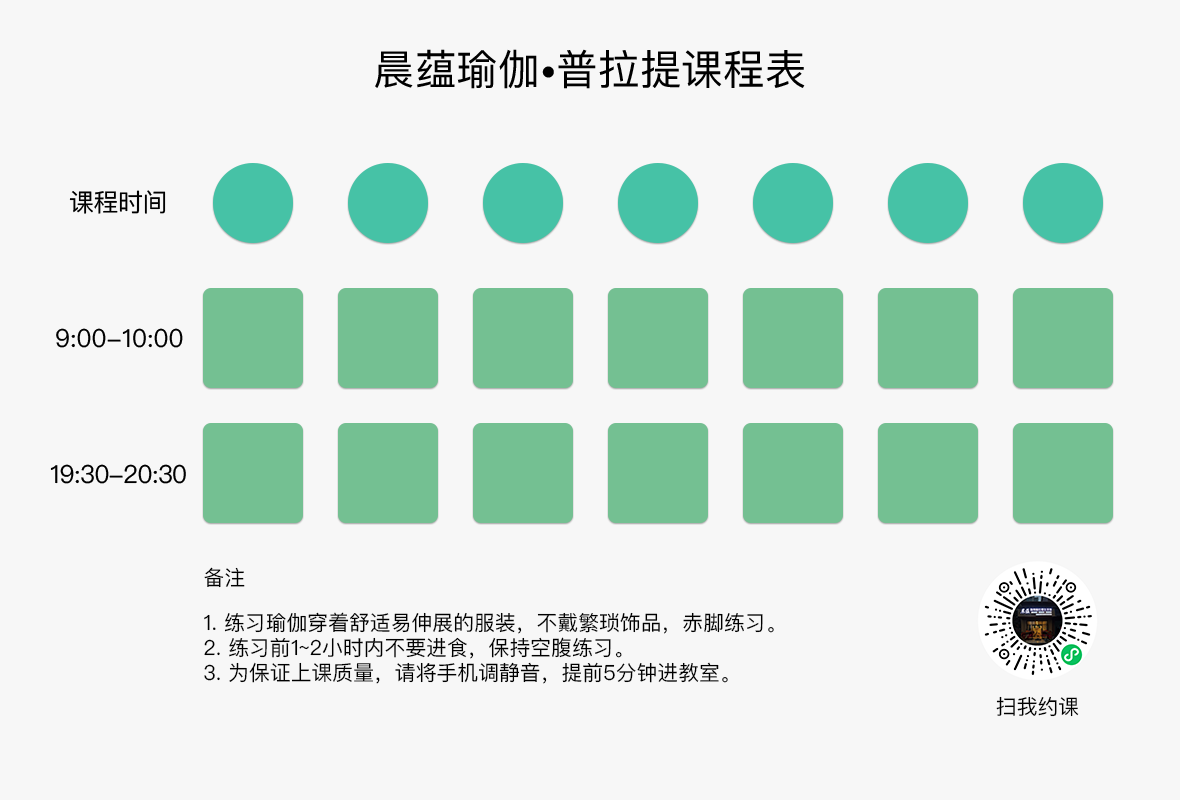 晨蕴瑜伽•普拉提课程表
课程时间
9:00–10:00
19:30–20:30
备注
1. 练习瑜伽穿着舒适易伸展的服装，不戴繁琐饰品，赤脚练习。
2. 练习前1~2小时内不要进食，保持空腹练习。
3. 为保证上课质量，请将手机调静音，提前5分钟进教室。
扫我约课